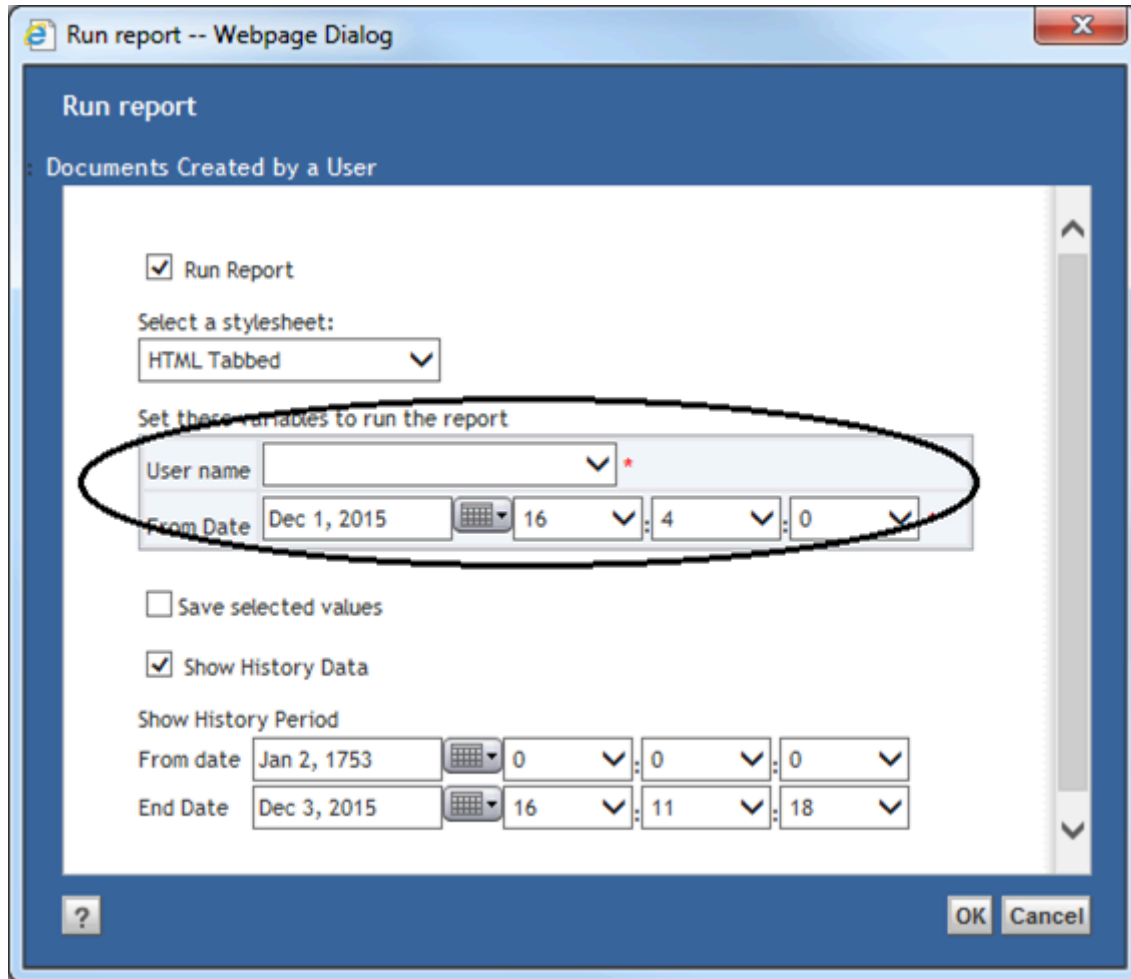 Run report -- Webpage Dialog
Run report
: Documents Created by a User
Run Report
Select a stylesheet:
HTML Tabbed
Set these variables to run the report
User name *
From Date Dec 1, 2015 16 : 4 : 0 *
Save selected values
Show History Data
Show History Period
From date Jan 2, 1753 0 : 0 : 0
End Date Dec 3, 2015 16 : 11 : 18
? OK Cancel